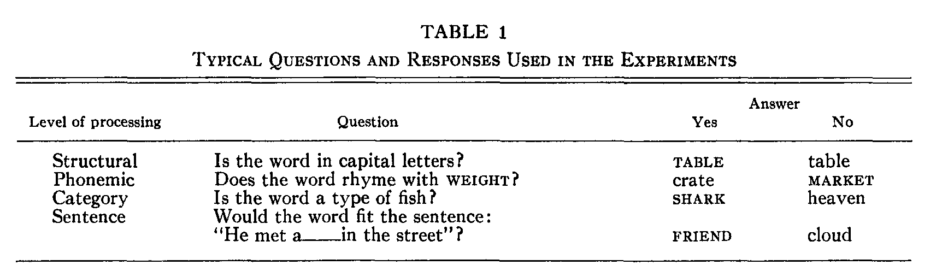 TABLE 1
TYPICAL QUESTIONS AND RESPONSES USED IN THE EXPERIMENTS
Answer
Level of processing Question Yes No
Structural Is the word in capital letters? TABLE table
Phonemic Does the word rhyme with WEIGHT? crate MARKET
Category Is the word a type of fish? SHARK heaven
Sentence Would the word fit the sentence:
"He met a____in the street"? FRIEND cloud